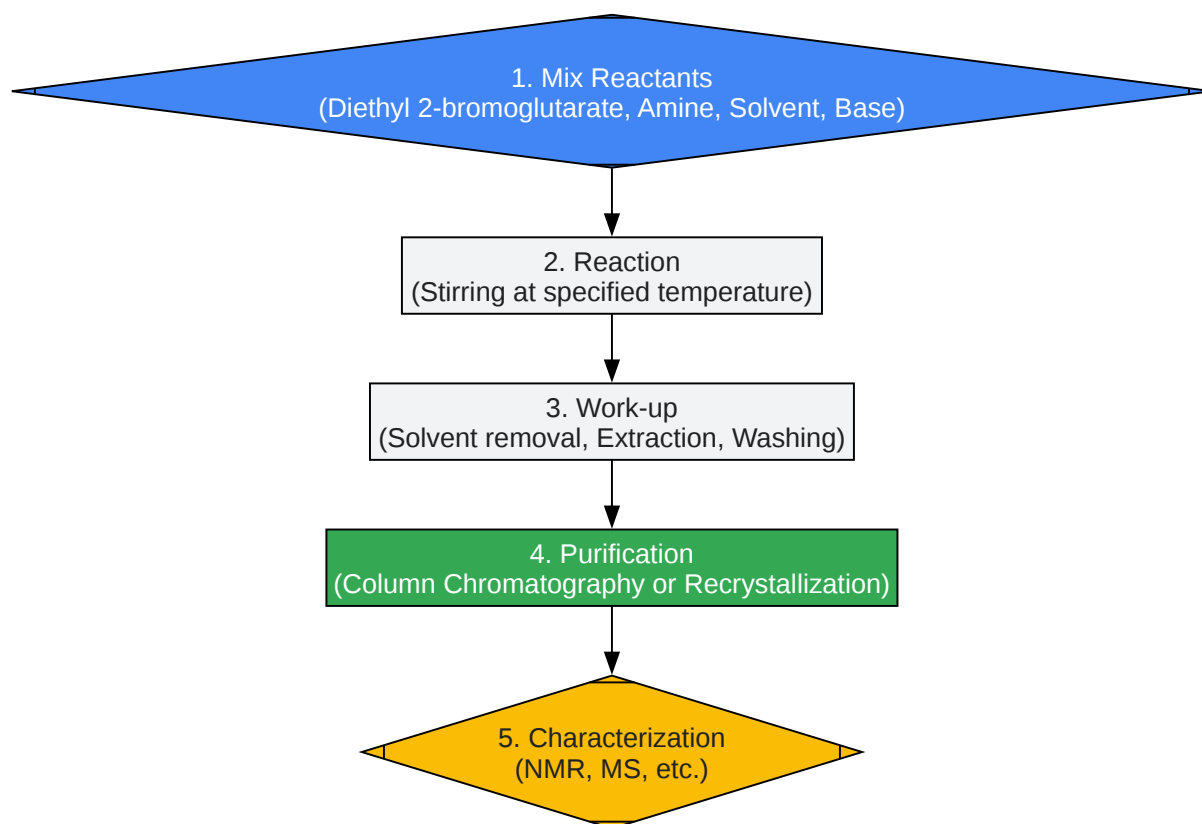 1. Mix Reactants
(Diethyl 2-bromoglutarate, Amine, Solvent, Base)
2. Reaction
(Stirring at specified temperature)
3. Work-up
(Solvent removal, Extraction, Washing)
4. Purification
(Column Chromatography or Recrystallization)
5. Characterization
(NMR, MS, etc.)